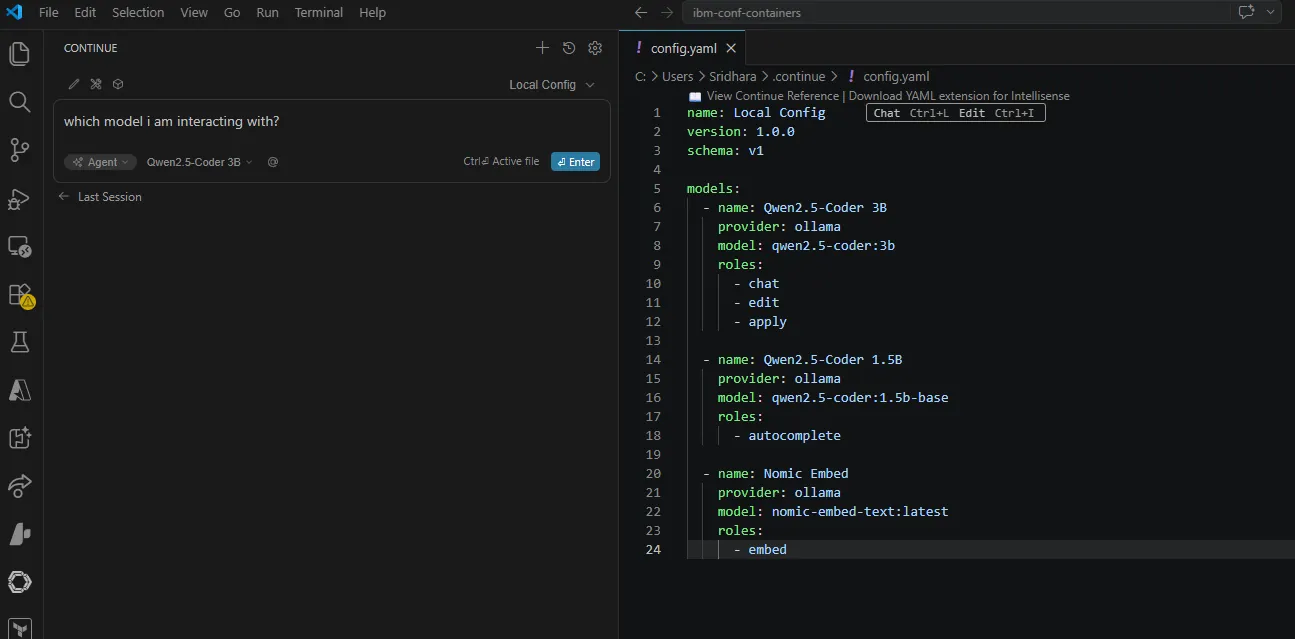 File Edit Selection View Go Run Terminal Help
ibm-conf-containers
CONTINUE
Local Config
which model i am interacting with?
Agent
Qwen2.5-Coder 3B
@
Ctrl⏎ Active file
⏎ Enter
← Last Session
! config.yaml ×
C: > Users > Sridhara > .continue > ! config.yaml
View Continue Reference | Download YAML extension for Intellisense
Chat Ctrl+L Edit Ctrl+I
1 name: Local Config
2 version: 1.0.0
3 schema: v1
4
5 models:
6 - name: Qwen2.5-Coder 3B
7 provider: ollama
8 model: qwen2.5-coder:3b
9 roles:
10 - chat
11 - edit
12 - apply
13
14 - name: Qwen2.5-Coder 1.5B
15 provider: ollama
16 model: qwen2.5-coder:1.5b-base
17 roles:
18 - autocomplete
19
20 - name: Nomic Embed
21 provider: ollama
22 model: nomic-embed-text:latest
23 roles:
24 - embed